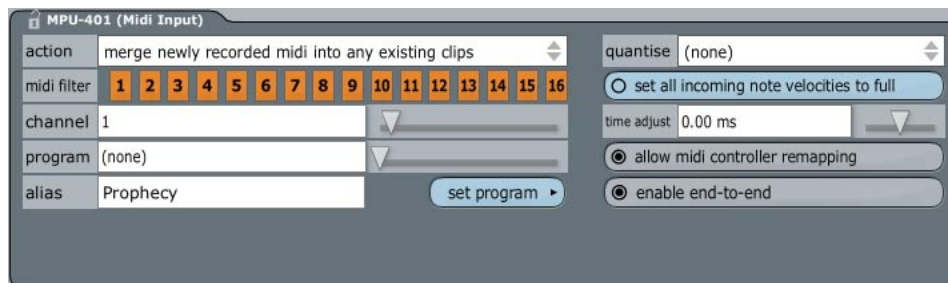 MPU-401 (Midi Input)
action merge newly recorded midi into any existing clips
midi filter 1 2 3 4 5 6 7 8 9 10 11 12 13 14 15 16
channel 1
program (none)
alias Prophecy set program
quantise (none)
set all incoming note velocities to full
time adjust 0.00 ms
allow midi controller remapping
enable end-to-end